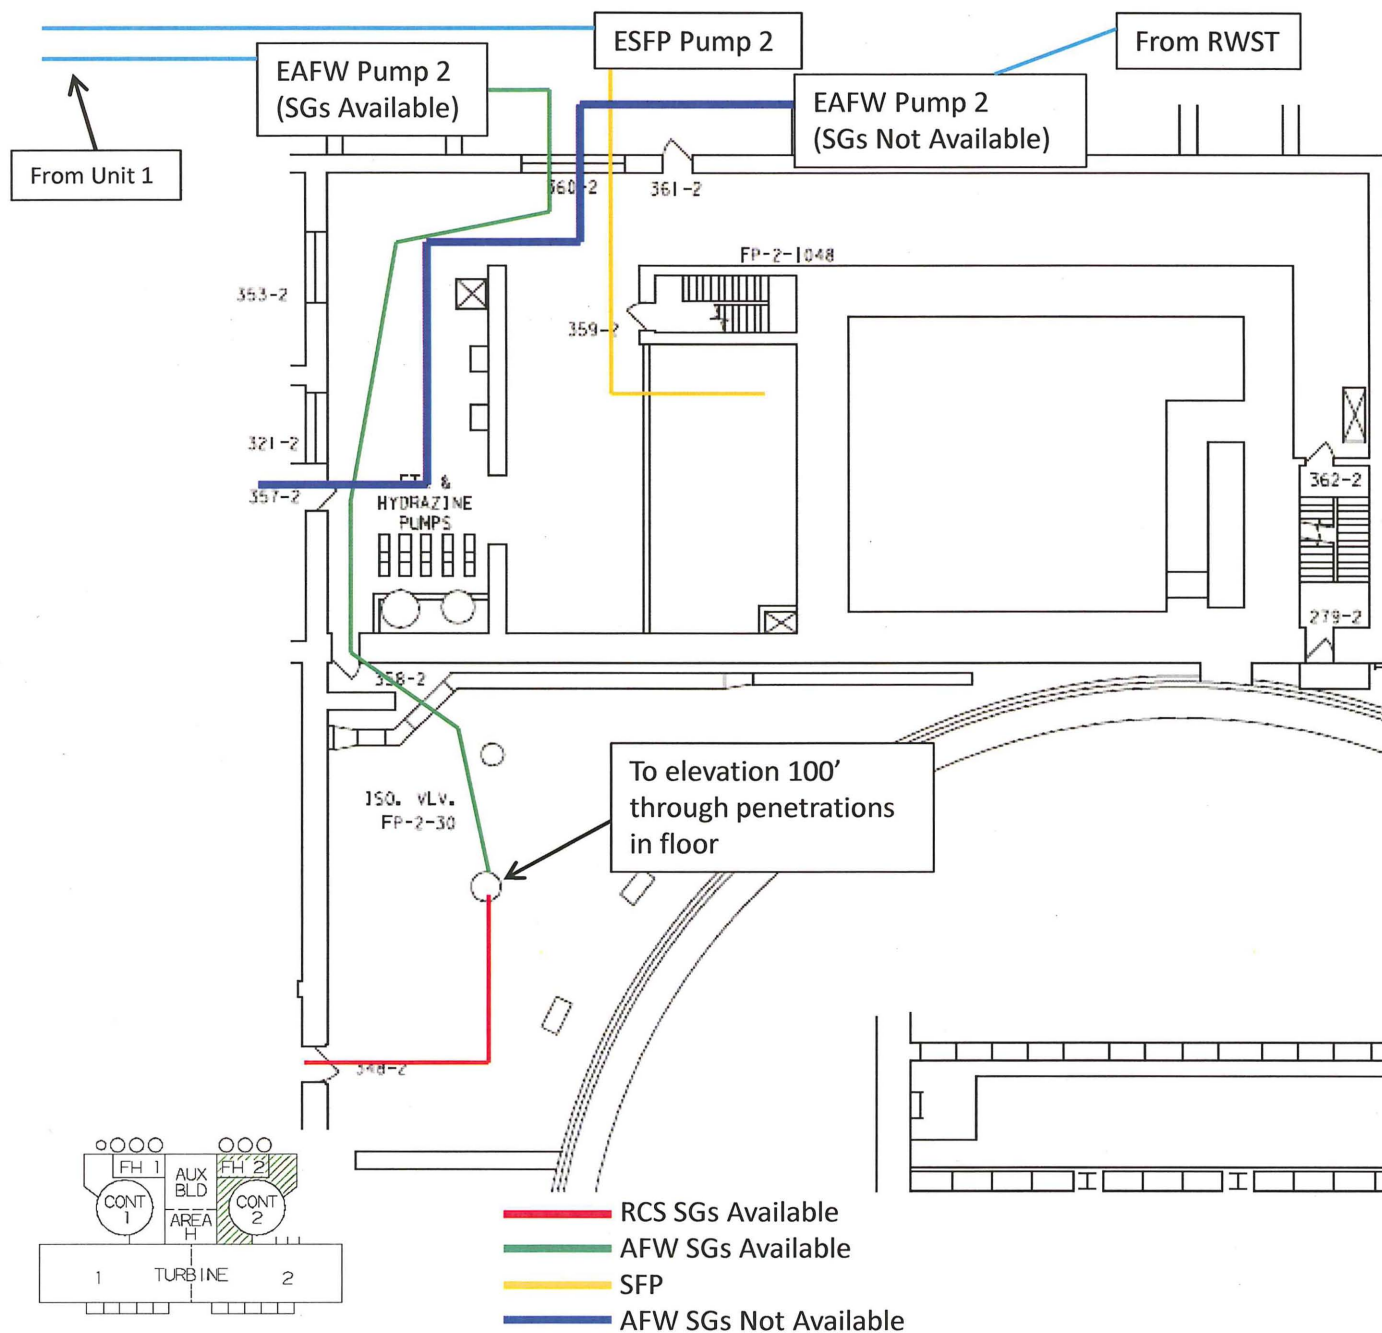 ESFP Pump 2
From RWST
EAFW Pump 2
(SGs Available)
EAFW Pump 2
(SGs Not Available)
From Unit 1
360-2
361-2
FP-2-1048
353-2
359-2
321-2
357-2
&
HYDRAZINE
PUMPS
362-2
279-2
358-2
To elevation 100’
through penetrations
in floor
ISO. VLV.
FP-2-30
348-2
FH 1
FH 2
AUX
BLD
CONT
1
CONT
2
AREA
H
1
TURBINE
2
RCS SGs Available
AFW SGs Available
SFP
AFW SGs Not Available